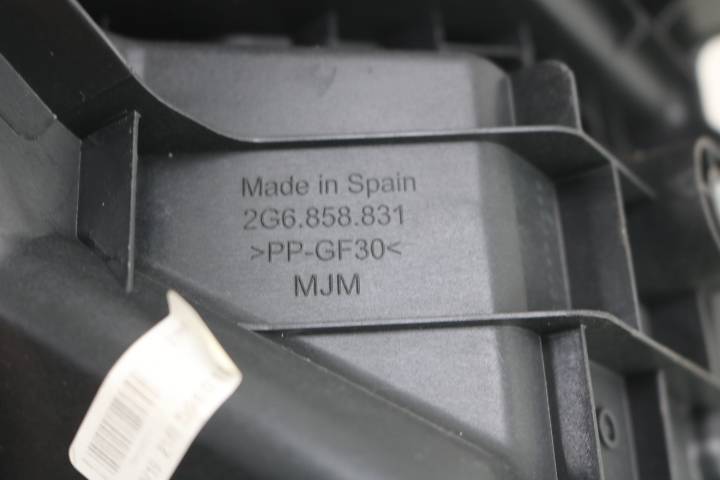 Made in Spain
2G6.858.831
>PP-GF30<
MJM